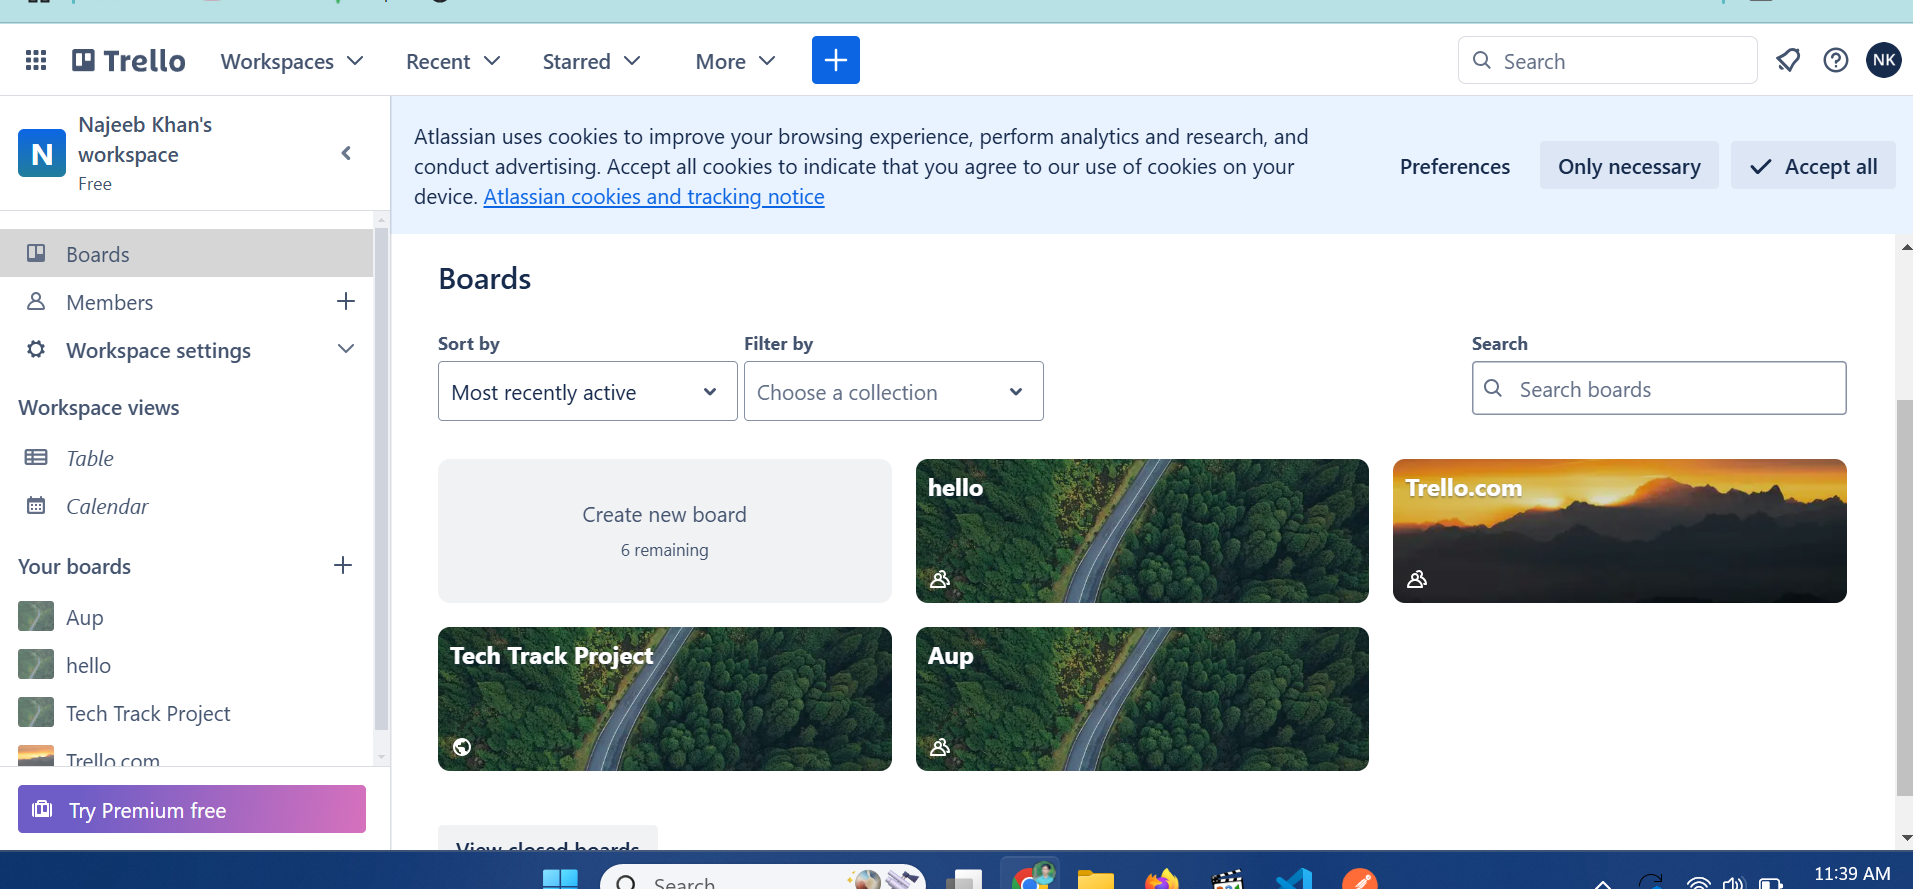 Trello
Workspaces
Recent
Starred
More
Search
NK
N
Najeeb Khan's
workspace
Free
Atlassian uses cookies to improve your browsing experience, perform analytics and research, and
conduct advertising. Accept all cookies to indicate that you agree to our use of cookies on your
device. Atlassian cookies and tracking notice
Preferences
Only necessary
Accept all
Boards
Members
Workspace settings
Workspace views
Table
Calendar
Your boards
Aup
hello
Tech Track Project
Trello.com
Try Premium free
Boards
Sort by
Most recently active
Filter by
Choose a collection
Search
Search boards
Create new board
6 remaining
hello
Trello.com
Tech Track Project
Aup
View closed boards
Search
11:39 AM